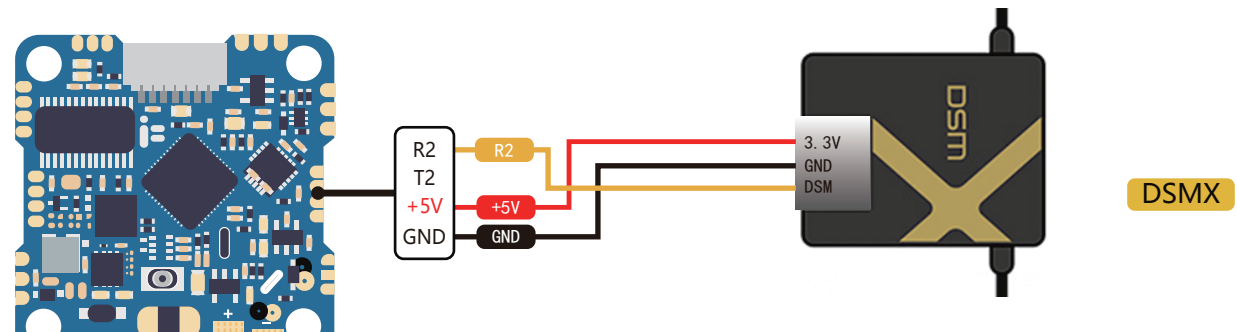 R2
T2
+5V
GND
R2
+5V
GND
3. 3V
GND
DSM
DSM
DSMX
+
-